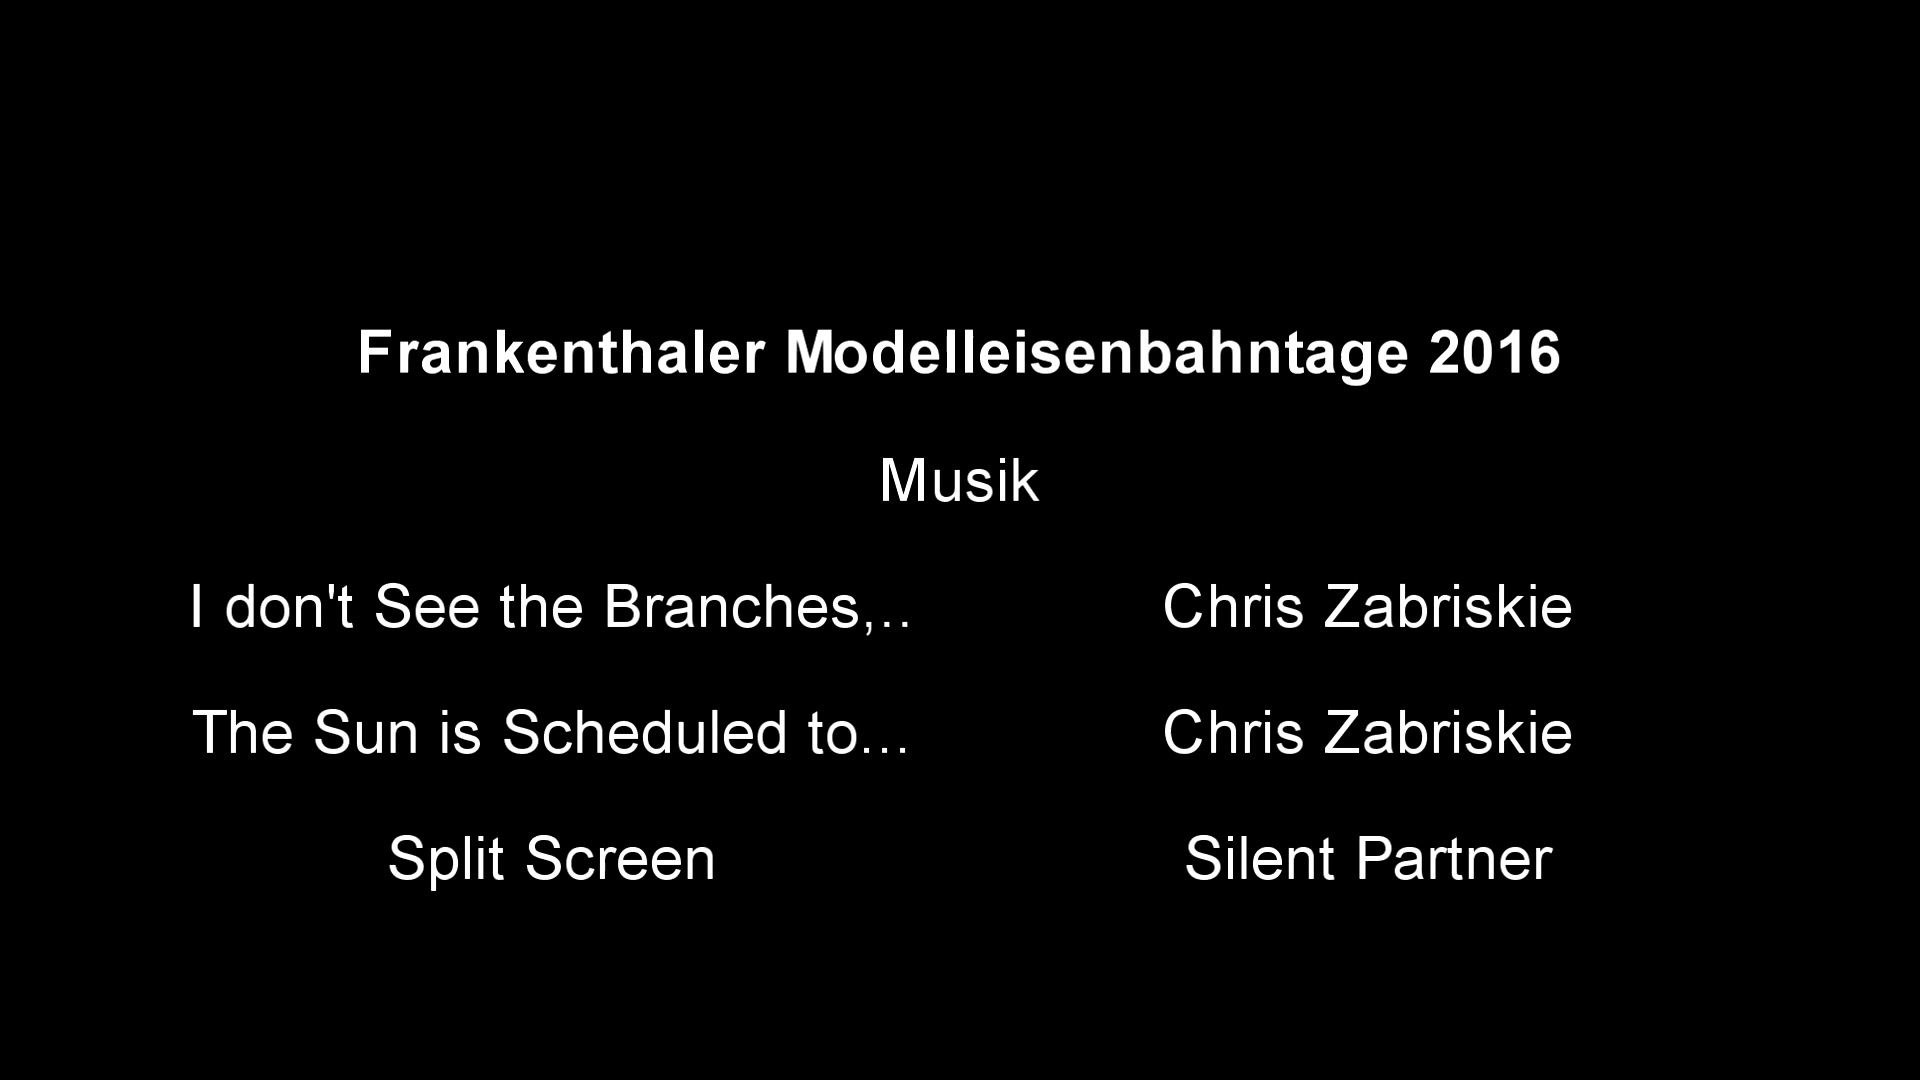 Frankenthaler Modelleisenbahntage 2016
Musik
I don't See the Branches,.. Chris Zabriskie
The Sun is Scheduled to... Chris Zabriskie
Split Screen Silent Partner